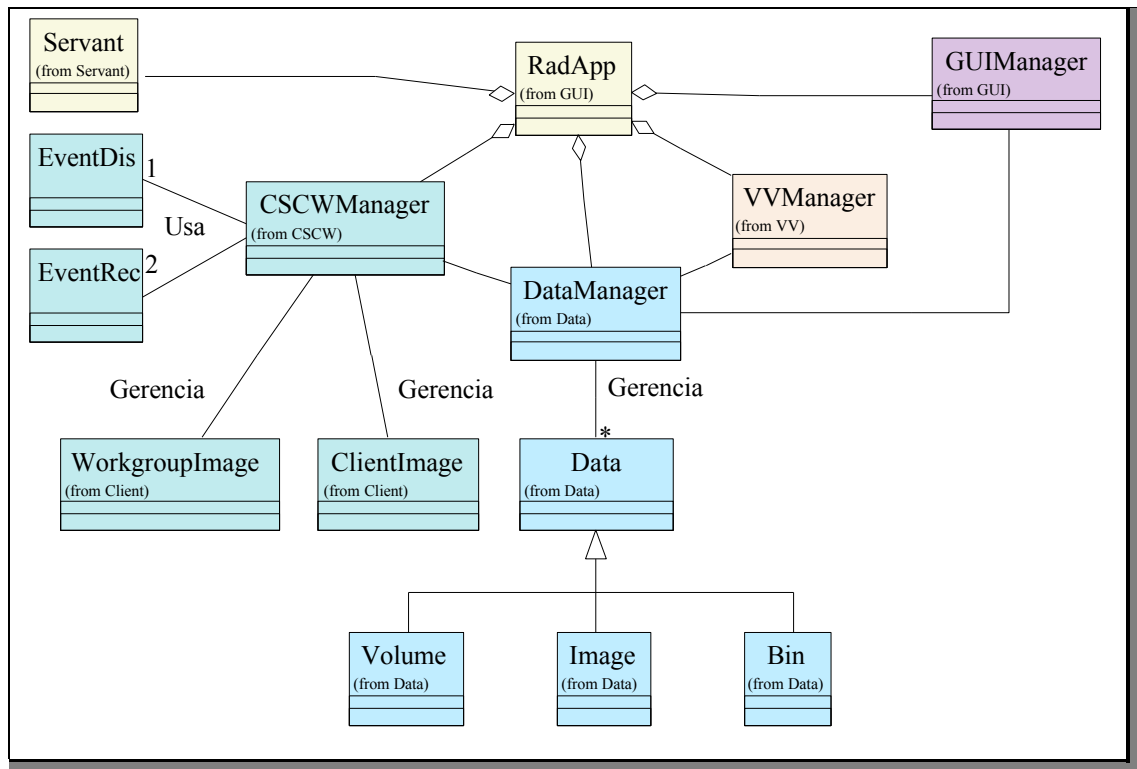 Servant
(from Servant)
RadApp
(from GUI)
GUIManager
(from GUI)
EventDis
1
Usa
EventRec
2
CSCWManager
(from CSCW)
VVManager
(from VV)
DataManager
(from Data)
Gerencia
Gerencia
Gerencia
*
WorkgroupImage
(from Client)
ClientImage
(from Client)
Data
(from Data)
Volume
(from Data)
Image
(from Data)
Bin
(from Data)